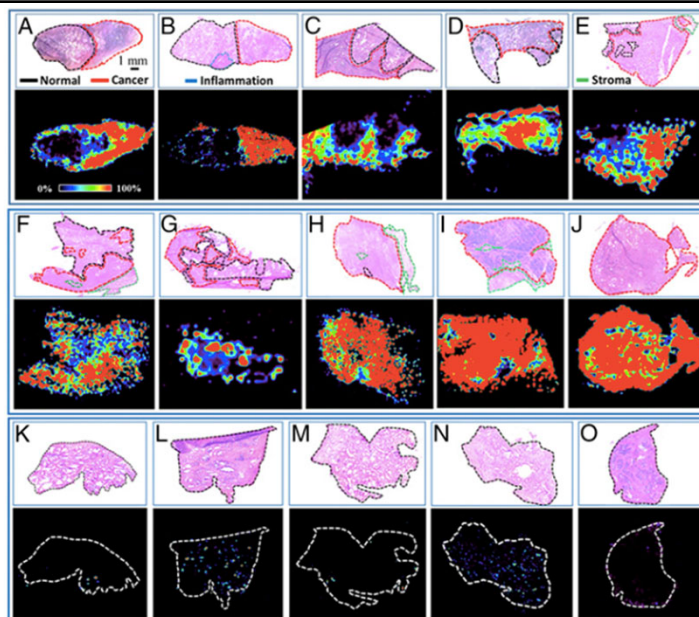 A B C D E
1 mm
Normal Cancer Inflammation Stroma
0% 100%
F G H I J
K L M N O